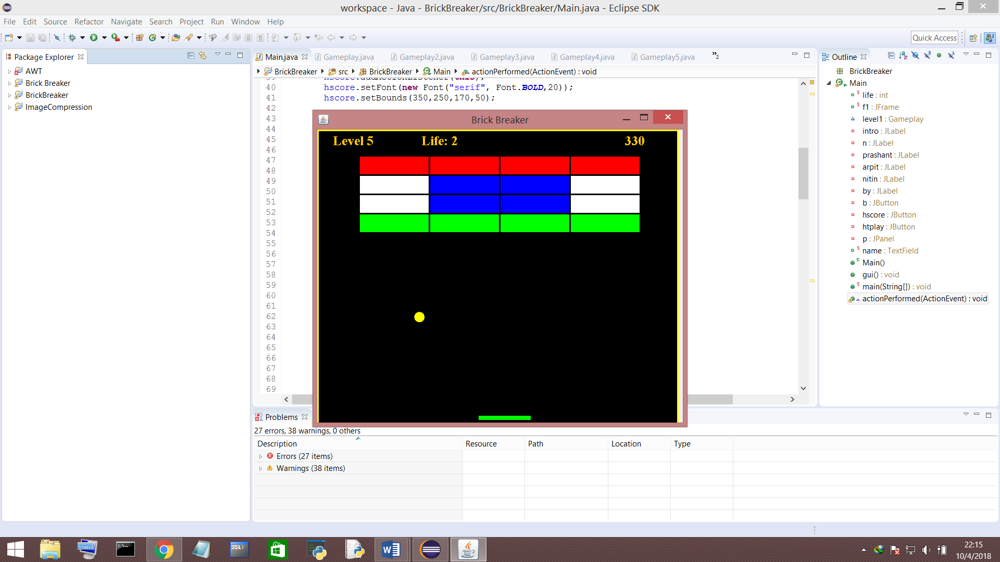 workspace - Java - BrickBreaker/src/BrickBreaker/Main.java - Eclipse SDK
File Edit Source Refactor Navigate Search Project Run Window Help
Quick Access
Package Explorer
AWT
Brick Breaker
BrickBreaker
ImageCompression
Main.java Gameplay.java Gameplay2.java Gameplay3.java Gameplay4.java Gameplay5.java »2
BrickBreaker src BrickBreaker Main actionPerformed(ActionEvent) : void
39 hscore.addActionListener(this);
40 hscore.setFont(new Font("serif", Font.BOLD,20));
41 hscore.setBounds(350,250,170,50);
42
43
44
45
46
47
48
49
50
51
52
53
54
55
56
57
58
59
60
61
62
63
64
65
66
67
68
69
Brick Breaker
Level 5 Life: 2 330
Outline
BrickBreaker
Main
life : int
f1 : JFrame
level1 : Gameplay
intro : JLabel
n : JLabel
prashant : JLabel
arpit : JLabel
nitin : JLabel
by : JLabel
b : JButton
hscore : JButton
htplay : JButton
p : JPanel
name : TextField
Main()
gui() : void
main(String[]) : void
actionPerformed(ActionEvent) : void
Problems
27 errors, 38 warnings, 0 others
Description Resource Path Location Type
Errors (27 items)
Warnings (38 items)
22:15
10/4/2018